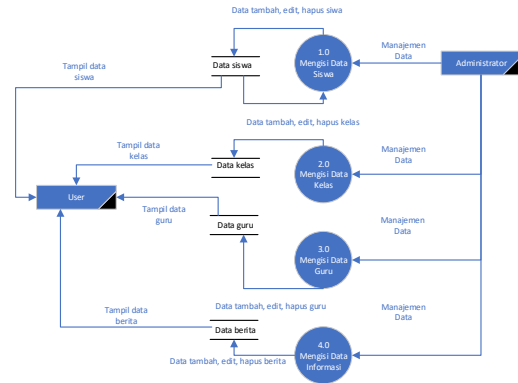 Data tambah, edit, hapus siwa
1.0
Mengisi Data
Siswa
Manajemen
Data
Administrator
Data siswa
Tampil data
siswa
Data tambah, edit, hapus kelas
Tampil data
kelas
Data kelas
2.0
Mengisi Data
Kelas
Manajemen
Data
User
Tampil data
guru
Data guru
3.0
Mengisi Data
Guru
Manajemen
Data
Data tambah, edit, hapus guru
Tampil data
berita
Data berita
Data tambah, edit, hapus berita
4.0
Mengisi Data
Informasi
Manajemen
Data